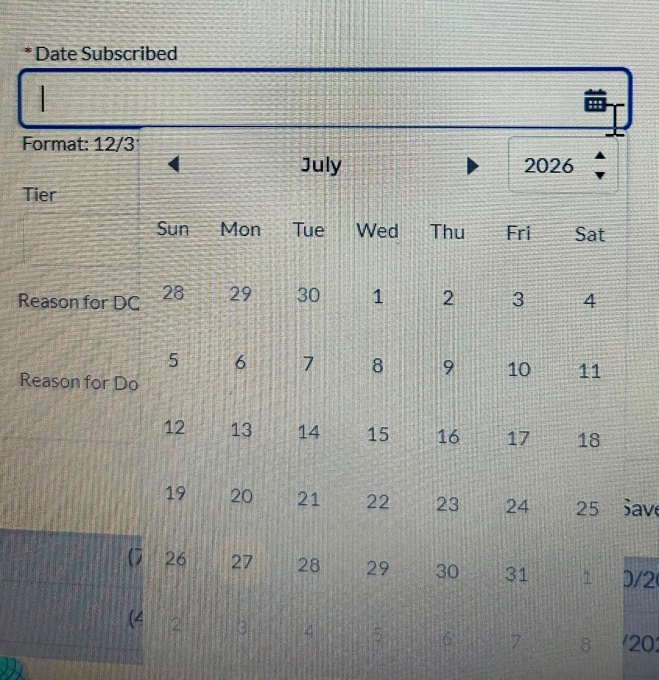 * Date Subscribed
Format: 12/3
July 2026
Tier
Sun Mon Tue Wed Thu Fri Sat
28 29 30 1 2 3 4
Reason for DC
5 6 7 8 9 10 11
Reason for Do
12 13 14 15 16 17 18
19 20 21 22 23 24 25
Save
26 27 28 29 30 31 1
(7
0/20
2 3 4 5 6 7 8
(4
/202